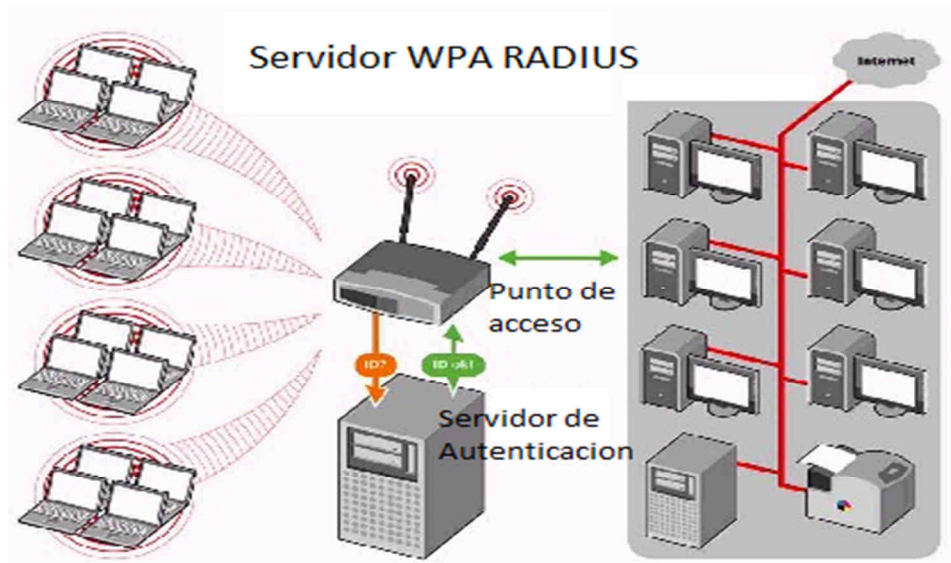 Servidor WPA RADIUS
Internet
Punto de
acceso
ID?
ID ok!
Servidor de
Autenticacion